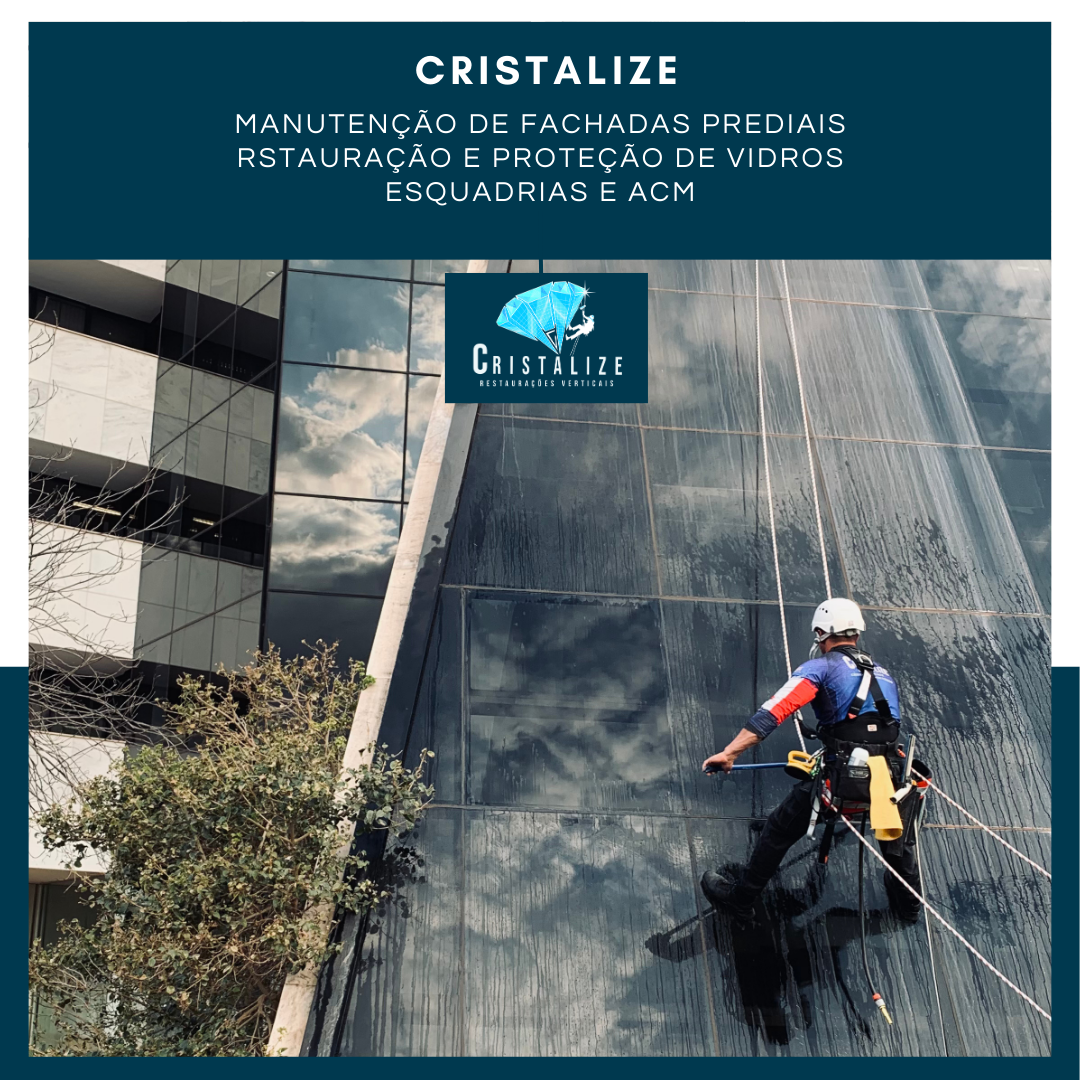 CRISTALIZE
MANUTENÇÃO DE FACHADAS PREDIAIS
RSTAURAÇÃO E PROTEÇÃO DE VIDROS
ESQUADRIAS E ACM
CRISTALIZE
RESTAURAÇÕES VERTICAIS